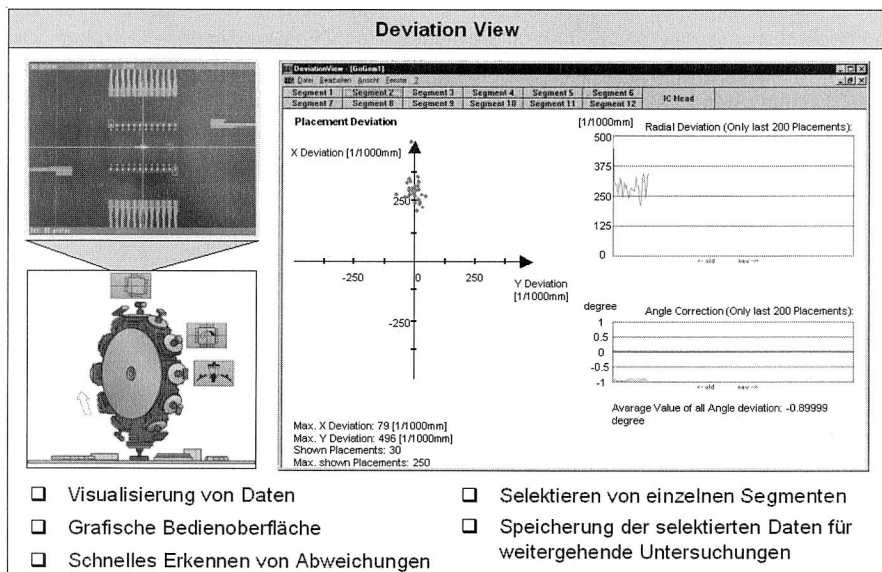 Deviation View
DeviationView - [GoGem1]
Datei Bearbeiten Ansicht Fenster ?
Segment 1 Segment 2 Segment 3 Segment 4 Segment 5 Segment 6 IC Head
Segment 7 Segment 8 Segment 9 Segment 10 Segment 11 Segment 12
Placement Deviation
X Deviation [1/1000mm]
250
-250 0 250
Y Deviation
[1/1000mm]
-250
Max. X Deviation: 79 [1/1000mm]
Max. Y Deviation: 496 [1/1000mm]
Shown Placements: 30
Max. shown Placements: 250
[1/1000mm]
Radial Deviation (Only last 200 Placements):
500
375
250
125
0
<- old new ->
degree
Angle Correction (Only last 200 Placements):
1
0.5
0
-0.5
-1
<- old new ->
Avarage Value of all Angle deviation: -0.89999
degree
Visualisierung von Daten
Grafische Bedienoberfläche
Schnelles Erkennen von Abweichungen
Selektieren von einzelnen Segmenten
Speicherung der selektierten Daten für
weitergehende Untersuchungen